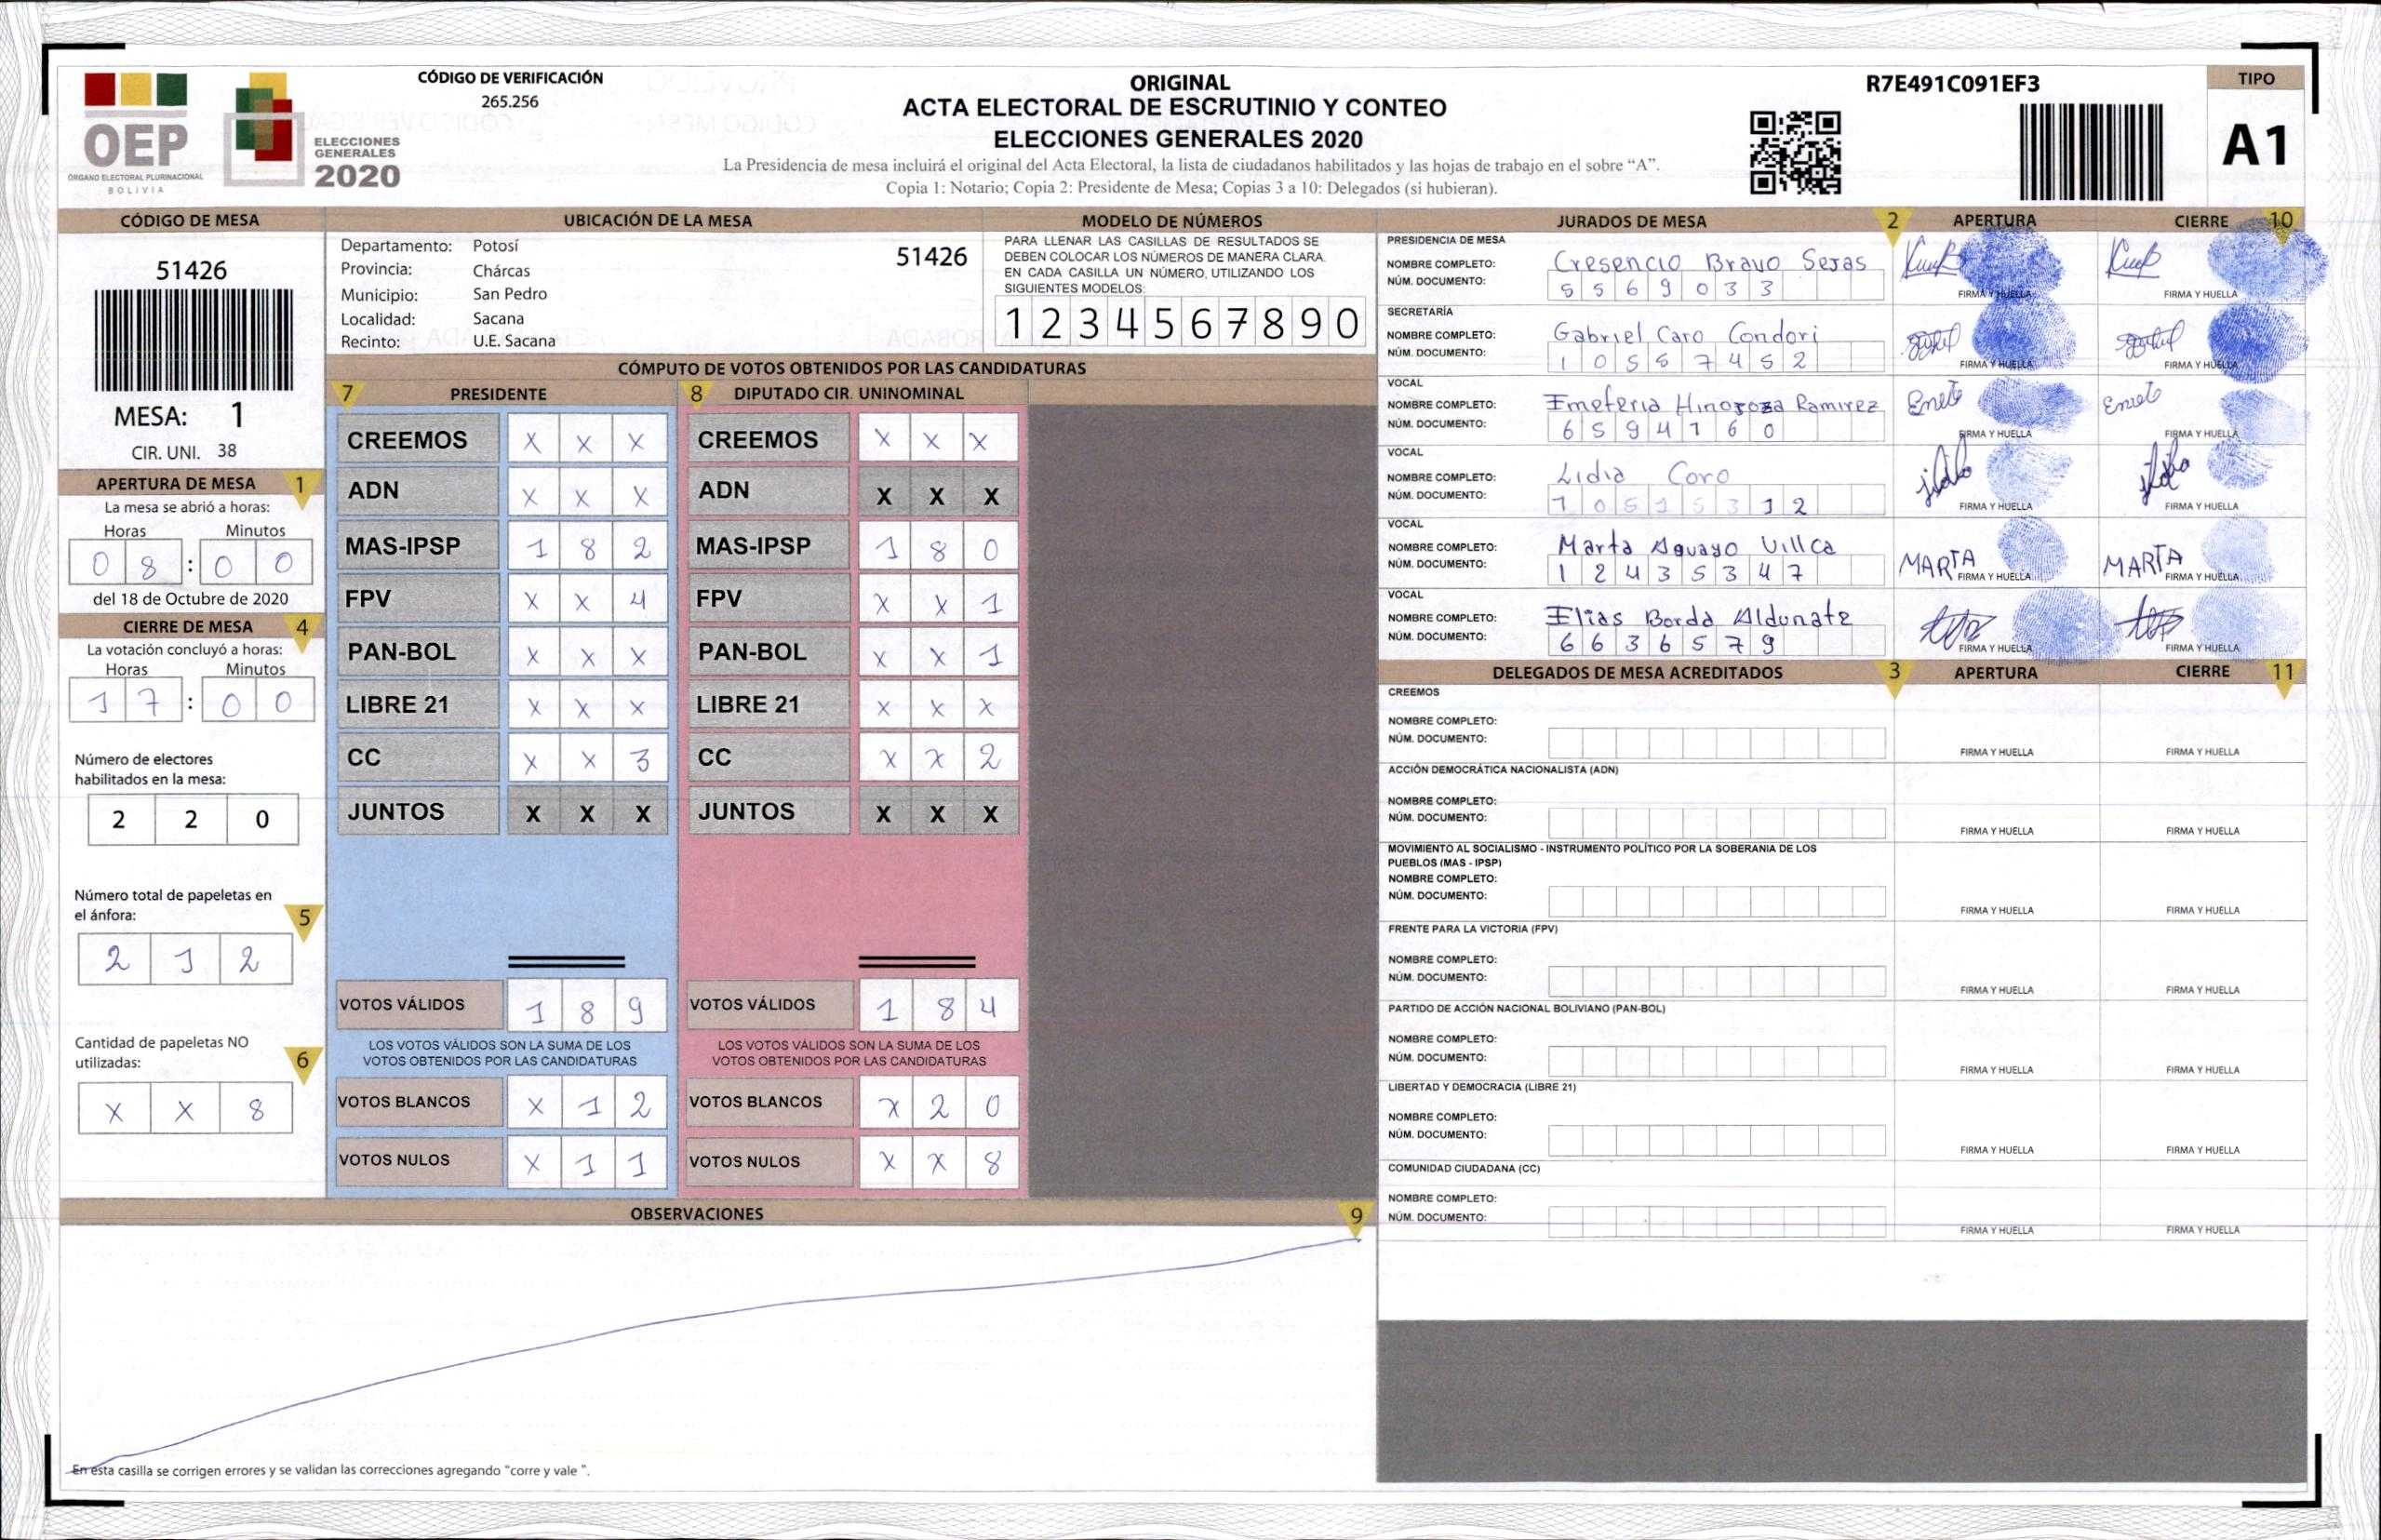 OEP
ÓRGANO ELECTORAL PLURINACIONAL
BOLIVIA
ELECCIONES
GENERALES
2020
CÓDIGO DE VERIFICACIÓN
265.256
ORIGINAL
ACTA ELECTORAL DE ESCRUTINIO Y CONTEO
ELECCIONES GENERALES 2020
La Presidencia de mesa incluirá el original del Acta Electoral, la lista de ciudadanos habilitados y las hojas de trabajo en el sobre “A”.
Copia 1: Notario; Copia 2: Presidente de Mesa; Copias 3 a 10: Delegados (si hubieran).
R7E491C091EF3
TIPO
A1
CÓDIGO DE MESA
51426
MESA: 1
CIR. UNI. 38
APERTURA DE MESA 1
La mesa se abrió a horas:
Horas Minutos
0 8 : 0 0
del 18 de Octubre de 2020
CIERRE DE MESA 4
La votación concluyó a horas:
Horas Minutos
1 7 : 0 0
Número de electores
habilitados en la mesa:
2 2 0
Número total de papeletas en
el ánfora: 5
2 1 2
Cantidad de papeletas NO
utilizadas: 6
X X 8
UBICACIÓN DE LA MESA
Departamento: Potosí 51426
Provincia: Chárcas
Municipio: San Pedro
Localidad: Sacana
Recinto: U.E. Sacana
MODELO DE NÚMEROS
PARA LLENAR LAS CASILLAS DE RESULTADOS SE
DEBEN COLOCAR LOS NÚMEROS DE MANERA CLARA.
EN CADA CASILLA UN NÚMERO, UTILIZANDO LOS
SIGUIENTES MODELOS:
1 2 3 4 5 6 7 8 9 0
CÓMPUTO DE VOTOS OBTENIDOS POR LAS CANDIDATURAS
7 PRESIDENTE
CREEMOS X X X
ADN X X X
MAS-IPSP 1 8 2
FPV X X 4
PAN-BOL X X X
LIBRE 21 X X X
CC X X 3
JUNTOS X X X
VOTOS VÁLIDOS 1 8 9
LOS VOTOS VÁLIDOS SON LA SUMA DE LOS
VOTOS OBTENIDOS POR LAS CANDIDATURAS
VOTOS BLANCOS X 1 2
VOTOS NULOS X 1 1
8 DIPUTADO CIR. UNINOMINAL
CREEMOS X X X
ADN X X X
MAS-IPSP 1 8 0
FPV X X 1
PAN-BOL X X 1
LIBRE 21 X X X
CC X X 2
JUNTOS X X X
VOTOS VÁLIDOS 1 8 4
LOS VOTOS VÁLIDOS SON LA SUMA DE LOS
VOTOS OBTENIDOS POR LAS CANDIDATURAS
VOTOS BLANCOS X 2 0
VOTOS NULOS X X 8
OBSERVACIONES 9
En esta casilla se corrigen errores y se validan las correcciones agregando "corre y vale ".
JURADOS DE MESA 2 APERTURA CIERRE 10
PRESIDENCIA DE MESA
NOMBRE COMPLETO: Cresencio Bravo Sejas
NÚM. DOCUMENTO: 5 5 6 9 0 3 3
FIRMA Y HUELLA FIRMA Y HUELLA
SECRETARÍA
NOMBRE COMPLETO: Gabriel Caro Condori
NÚM. DOCUMENTO: 1 0 5 5 7 4 5 2
FIRMA Y HUELLA FIRMA Y HUELLA
VOCAL
NOMBRE COMPLETO: Emeteria Hinojoza Ramirez
NÚM. DOCUMENTO: 6 5 9 4 7 6 0
FIRMA Y HUELLA FIRMA Y HUELLA
VOCAL
NOMBRE COMPLETO: Lidia Coro
NÚM. DOCUMENTO: 1 0 5 1 5 3 1 2
FIRMA Y HUELLA FIRMA Y HUELLA
VOCAL
NOMBRE COMPLETO: Marta Aguayo Villca
NÚM. DOCUMENTO: 1 2 4 3 5 3 4 7
MARTA FIRMA Y HUELLA MARTA FIRMA Y HUELLA
VOCAL
NOMBRE COMPLETO: Elias Borda Aldunate
NÚM. DOCUMENTO: 6 6 3 6 5 7 9
FIRMA Y HUELLA FIRMA Y HUELLA
DELEGADOS DE MESA ACREDITADOS 3 APERTURA CIERRE 11
CREEMOS
NOMBRE COMPLETO:
NÚM. DOCUMENTO:
FIRMA Y HUELLA FIRMA Y HUELLA
ACCIÓN DEMOCRÁTICA NACIONALISTA (ADN)
NOMBRE COMPLETO:
NÚM. DOCUMENTO:
FIRMA Y HUELLA FIRMA Y HUELLA
MOVIMIENTO AL SOCIALISMO - INSTRUMENTO POLÍTICO POR LA SOBERANIA DE LOS
PUEBLOS (MAS - IPSP)
NOMBRE COMPLETO:
NÚM. DOCUMENTO:
FIRMA Y HUELLA FIRMA Y HUELLA
FRENTE PARA LA VICTORIA (FPV)
NOMBRE COMPLETO:
NÚM. DOCUMENTO:
FIRMA Y HUELLA FIRMA Y HUELLA
PARTIDO DE ACCIÓN NACIONAL BOLIVIANO (PAN-BOL)
NOMBRE COMPLETO:
NÚM. DOCUMENTO:
FIRMA Y HUELLA FIRMA Y HUELLA
LIBERTAD Y DEMOCRACIA (LIBRE 21)
NOMBRE COMPLETO:
NÚM. DOCUMENTO:
FIRMA Y HUELLA FIRMA Y HUELLA
COMUNIDAD CIUDADANA (CC)
NOMBRE COMPLETO:
NÚM. DOCUMENTO:
FIRMA Y HUELLA FIRMA Y HUELLA